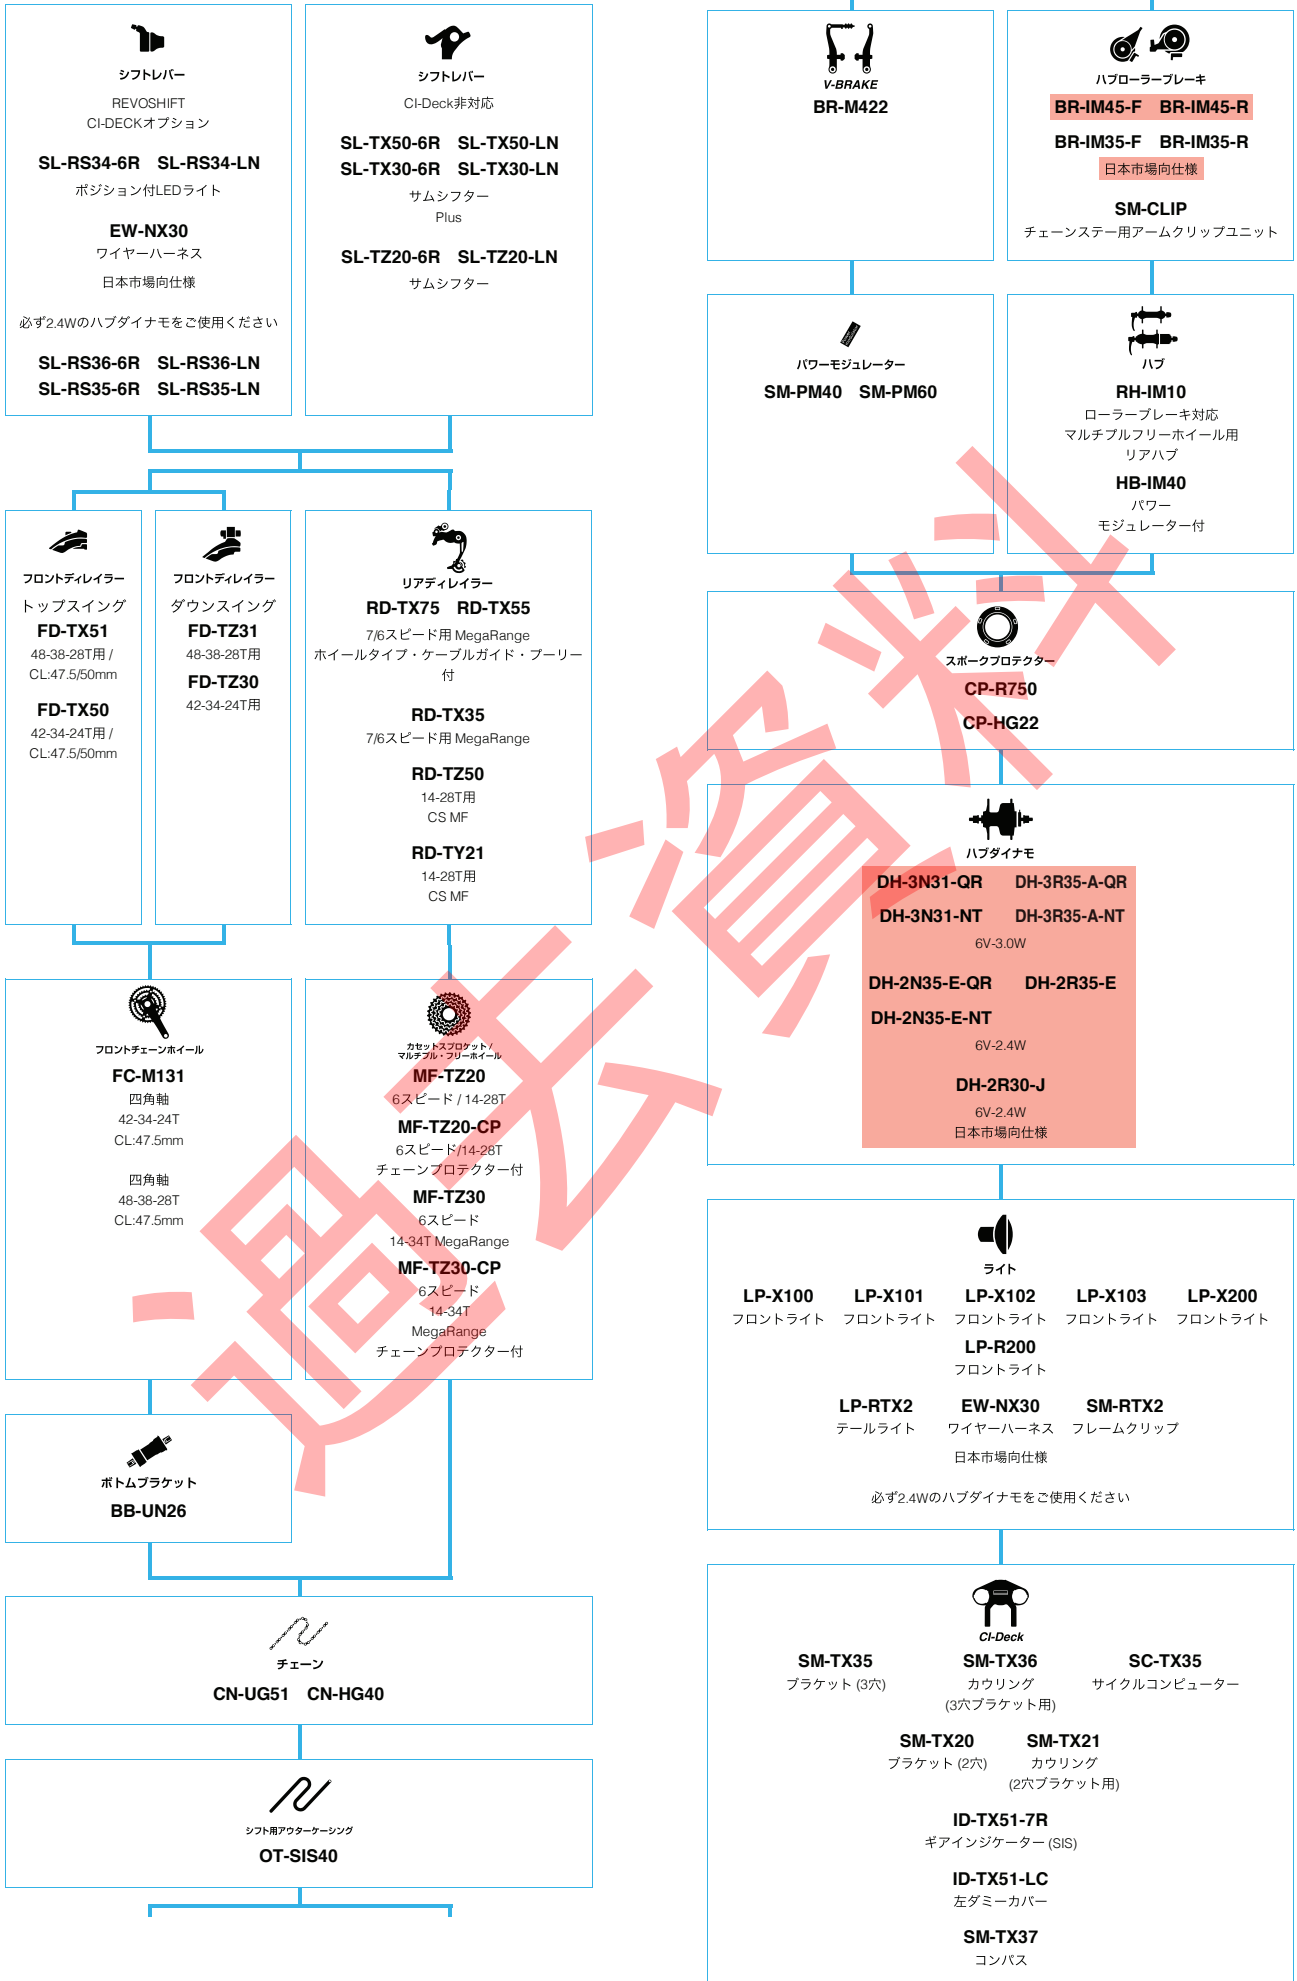 シフトレバー
REVOSHIFT
CI-DECKオプション
SL-RS34-6R SL-RS34-LN
ポジション付LEDライト
EW-NX30
ワイヤーハーネス
日本市場向仕様
必ず2.4Wのハブダイナモをご使用ください
SL-RS36-6R SL-RS36-LN
SL-RS35-6R SL-RS35-LN
シフトレバー
CI-Deck非対応
SL-TX50-6R SL-TX50-LN
SL-TX30-6R SL-TX30-LN
サムシフター
Plus
SL-TZ20-6R SL-TZ20-LN
サムシフター
フロントディレイラー
トップスイング
FD-TX51
48-38-28T用 /
CL:47.5/50mm
FD-TX50
42-34-24T用 /
CL:47.5/50mm
フロントディレイラー
ダウンスイング
FD-TZ31
48-38-28T用
FD-TZ30
42-34-24T用
リアディレイラー
RD-TX75 RD-TX55
7/6スピード用 MegaRange
ホイールタイプ・ケーブルガイド・プーリー
付
RD-TX35
7/6スピード用 MegaRange
RD-TZ50
14-28T用
CS MF
RD-TY21
14-28T用
CS MF
フロントチェーンホイール
FC-M131
四角軸
42-34-24T
CL:47.5mm
四角軸
48-38-28T
CL:47.5mm
カセットスプロケット /
マルチプル・フリーホイール
MF-TZ20
6スピード / 14-28T
MF-TZ20-CP
6スピード/14-28T
チェーンプロテクター付
MF-TZ30
6スピード
14-34T MegaRange
MF-TZ30-CP
6スピード
14-34T
MegaRange
チェーンプロテクター付
ボトムブラケット
BB-UN26
チェーン
CN-UG51 CN-HG40
シフト用アウターケーシング
OT-SIS40
V-BRAKE
BR-M422
ハブローラーブレーキ
BR-IM45-F BR-IM45-R
BR-IM35-F BR-IM35-R
日本市場向仕様
SM-CLIP
チェーンステー用アームクリップユニット
パワーモジュレーター
SM-PM40 SM-PM60
ハブ
RH-IM10
ローラーブレーキ対応
マルチプルフリーホイール用
リアハブ
HB-IM40
パワー
モジュレーター付
スポークプロテクター
CP-R750
CP-HG22
ハブダイナモ
DH-3N31-QR DH-3R35-A-QR
DH-3N31-NT DH-3R35-A-NT
6V-3.0W
DH-2N35-E-QR DH-2R35-E
DH-2N35-E-NT
6V-2.4W
DH-2R30-J
6V-2.4W
日本市場向仕様
ライト
LP-X100 LP-X101 LP-X102 LP-X103 LP-X200
フロントライト フロントライト フロントライト フロントライト フロントライト
LP-R200
フロントライト
LP-RTX2 EW-NX30 SM-RTX2
テールライト ワイヤーハーネス フレームクリップ
日本市場向仕様
必ず2.4Wのハブダイナモをご使用ください
CI-Deck
SM-TX35 SM-TX36 SC-TX35
ブラケット (3穴) カウリング サイクルコンピューター
(3穴ブラケット用)
SM-TX20 SM-TX21
ブラケット (2穴) カウリング
(2穴ブラケット用)
ID-TX51-7R
ギアインジケーター (SIS)
ID-TX51-LC
左ダミーカバー
SM-TX37
コンパス
過去資料